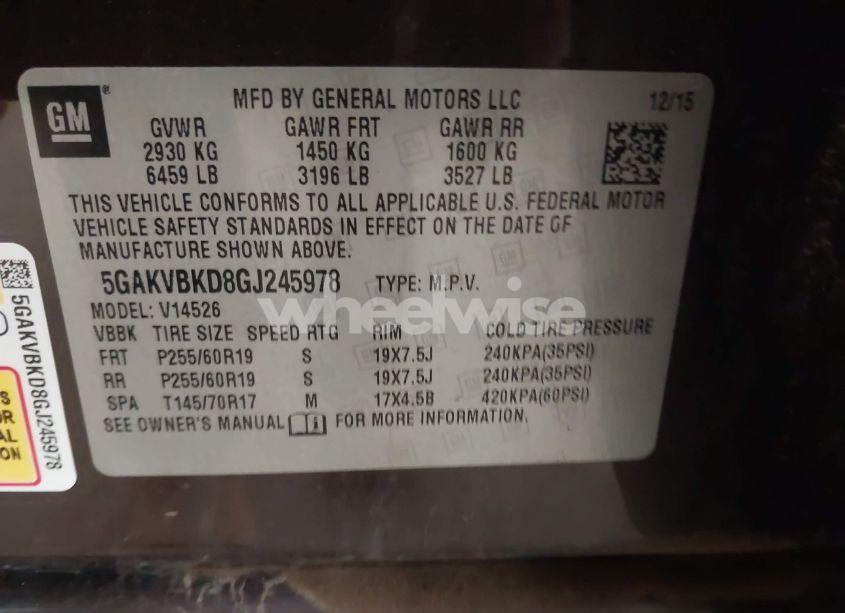 GM ® MFD BY GENERAL MOTORS LLC 12/15
GVWR GAWR FRT GAWR RR
2930 KG 1450 KG 1600 KG
6459 LB 3196 LB 3527 LB
THIS VEHICLE CONFORMS TO ALL APPLICABLE U.S. FEDERAL MOTOR
VEHICLE SAFETY STANDARDS IN EFFECT ON THE DATE OF
MANUFACTURE SHOWN ABOVE.
5GAKVBKD8GJ245978 TYPE: M.P.V.
MODEL: V14526
wheelwise
VBBK TIRE SIZE SPEED RTG RIM COLD TIRE PRESSURE
FRT P255/60R19 S 19X7.5J 240KPA(35PSI)
RR P255/60R19 S 19X7.5J 240KPA(35PSI)
SPA T145/70R17 M 17X4.5B 420KPA(60PSI)
SEE OWNER'S MANUAL FOR MORE INFORMATION.
5GAKVBKD8GJ245978